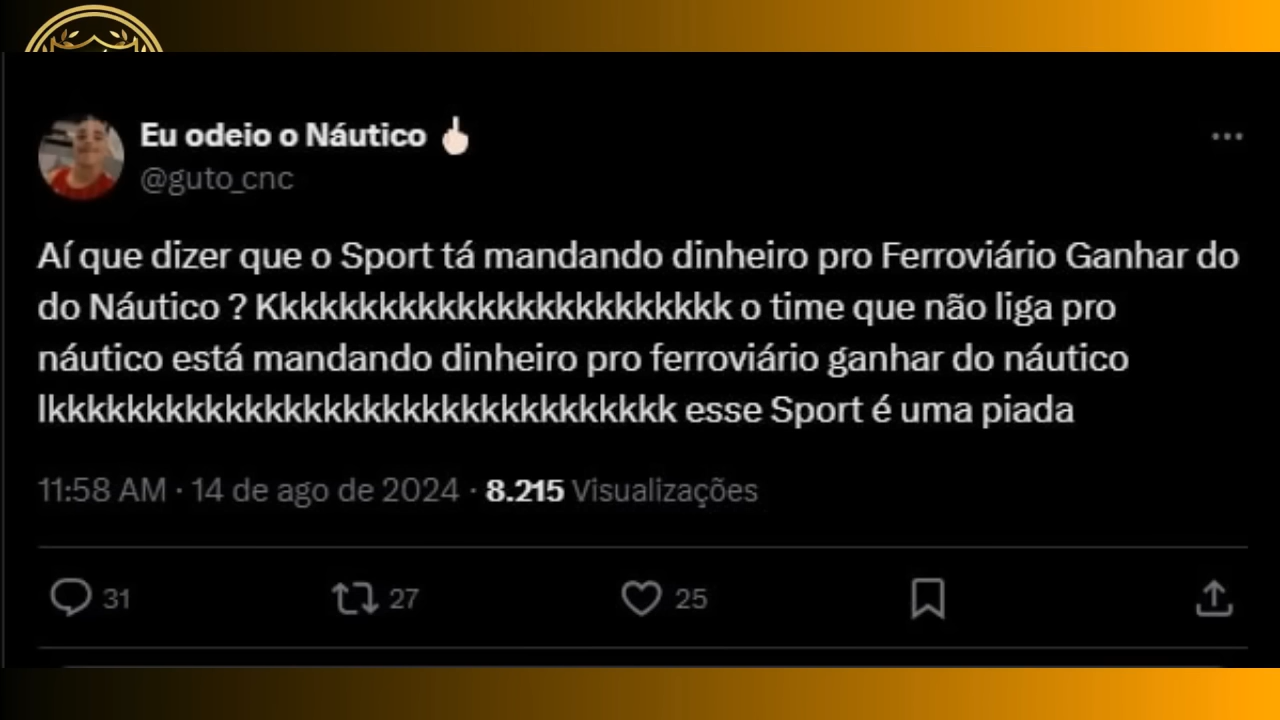 Eu odeio o Náutico 🖕🏻
@guto_cnc
Aí que dizer que o Sport tá mandando dinheiro pro Ferroviário Ganhar do
do Náutico ? Kkkkkkkkkkkkkkkkkkkkkkkkk o time que não liga pro
náutico está mandando dinheiro pro ferroviário ganhar do náutico
lkkkkkkkkkkkkkkkkkkkkkkkkkkkkkkkkk esse Sport é uma piada
11:58 AM · 14 de ago de 2024 · 8.215 Visualizações
31 27 25